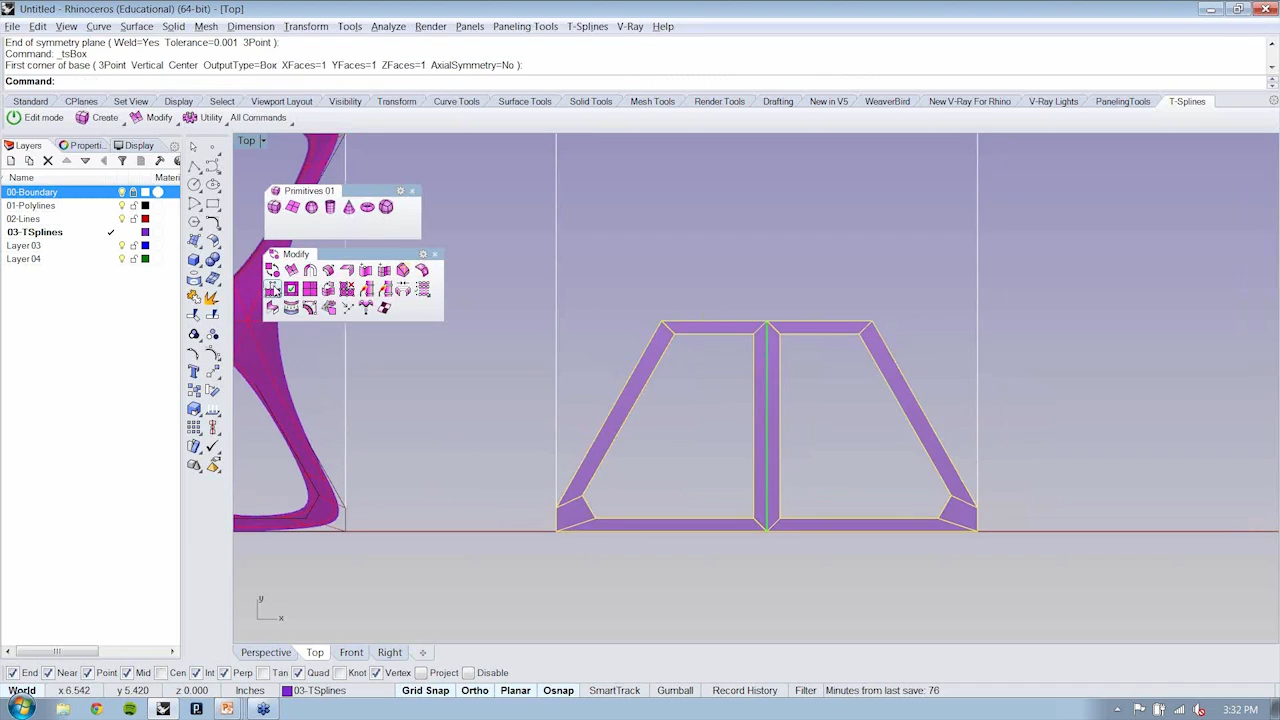 Untitled - Rhinoceros (Educational) (64-bit) - [Top]
File Edit View Curve Surface Solid Mesh Dimension Transform Tools Analyze Render Panels Paneling Tools T-Splines V-Ray Help
End of symmetry plane ( Weld=Yes Tolerance=0.001 3Point ):
Command: _tsBox
First corner of base ( 3Point Vertical Center OutputType=Box XFaces=1 YFaces=1 ZFaces=1 AxialSymmetry=No ):
Command:
Standard CPlanes Set View Display Select Viewport Layout Visibility Transform Curve Tools Surface Tools Solid Tools Mesh Tools Render Tools Drafting New in V5 WeaverBird New V-Ray For Rhino V-Ray Lights PanelingTools T-Splines
Edit mode Create Modify Utility All Commands
Layers Properti... Display
Top
Name Materi
00-Boundary
01-Polylines
02-Lines
03-TSplines
Layer 03
Layer 04
Primitives 01
Modify
y
x
Perspective Top Front Right
End Near Point Mid Cen Int Perp Tan Quad Knot Vertex Project Disable
World x 6.542 y 5.420 z 0.000 Inches 03-TSplines Grid Snap Ortho Planar Osnap SmartTrack Gumball Record History Filter Minutes from last save: 76
3:32 PM